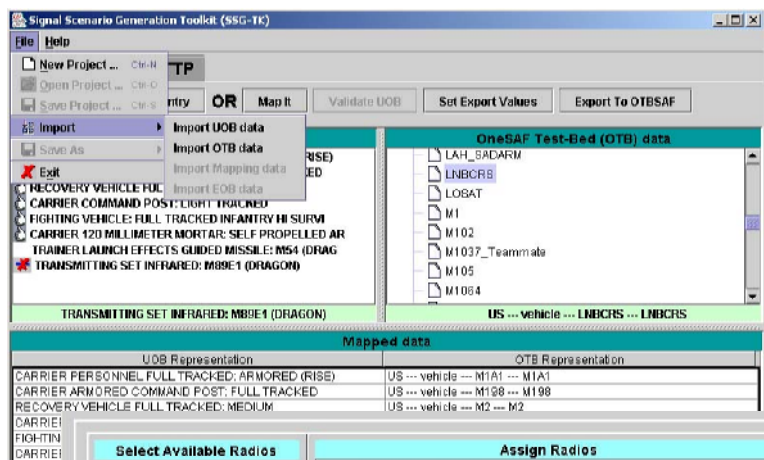 Signal Scenario Generation Toolkit (SSG-TK)
File Help
New Project ... Ctrl-N
Open Project ... Ctrl-O
Save Project ... Ctrl-S
Import
Save As
Exit
Import UOB data
Import OTB data
Import Mapping data
Import EOB data
TP
ntry OR Map It Validate UOB Set Export Values Export To OTBSAF
RISE)
ED
RECOVERY VEHICLE FUL
CARRIER COMMAND POST: LIGHT TRACKED
FIGHTING VEHICLE: FULL TRACKED INFANTRY HI SURVI
CARRIER 120 MILLIMETER MORTAR: SELF PROPELLED AR
TRAINER LAUNCH EFFECTS GUIDED MISSILE: M54 (DRAG
TRANSMITTING SET INFRARED: M89E1 (DRAGON)
TRANSMITTING SET INFRARED: M89E1 (DRAGON)
OneSAF Test-Bed (OTB) data
LAH_SADARM
LNBCRS
LOSAT
M1
M102
M1037_Teammate
M105
M1064
US --- vehicle --- LNBCRS --- LNBCRS
Mapped data
UOB Representation OTB Representation
CARRIER PERSONNEL FULL TRACKED: ARMORED (RISE) US --- vehicle --- M1A1 --- M1A1
CARRIER ARMORED COMMAND POST: FULL TRACKED US --- vehicle --- M198 --- M198
RECOVERY VEHICLE FULL TRACKED: MEDIUM US --- vehicle --- M2 --- M2
CARRIE
FIGHTIN
CARRIE
Select Available Radios Assign Radios